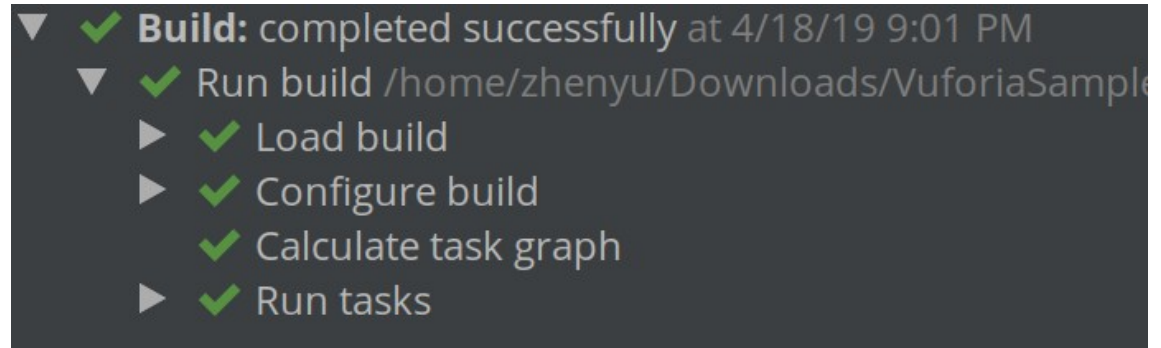 Build: completed successfully at 4/18/19 9:01 PM
Run build /home/zhenyu/Downloads/VuforiaSample
Load build
Configure build
Calculate task graph
Run tasks